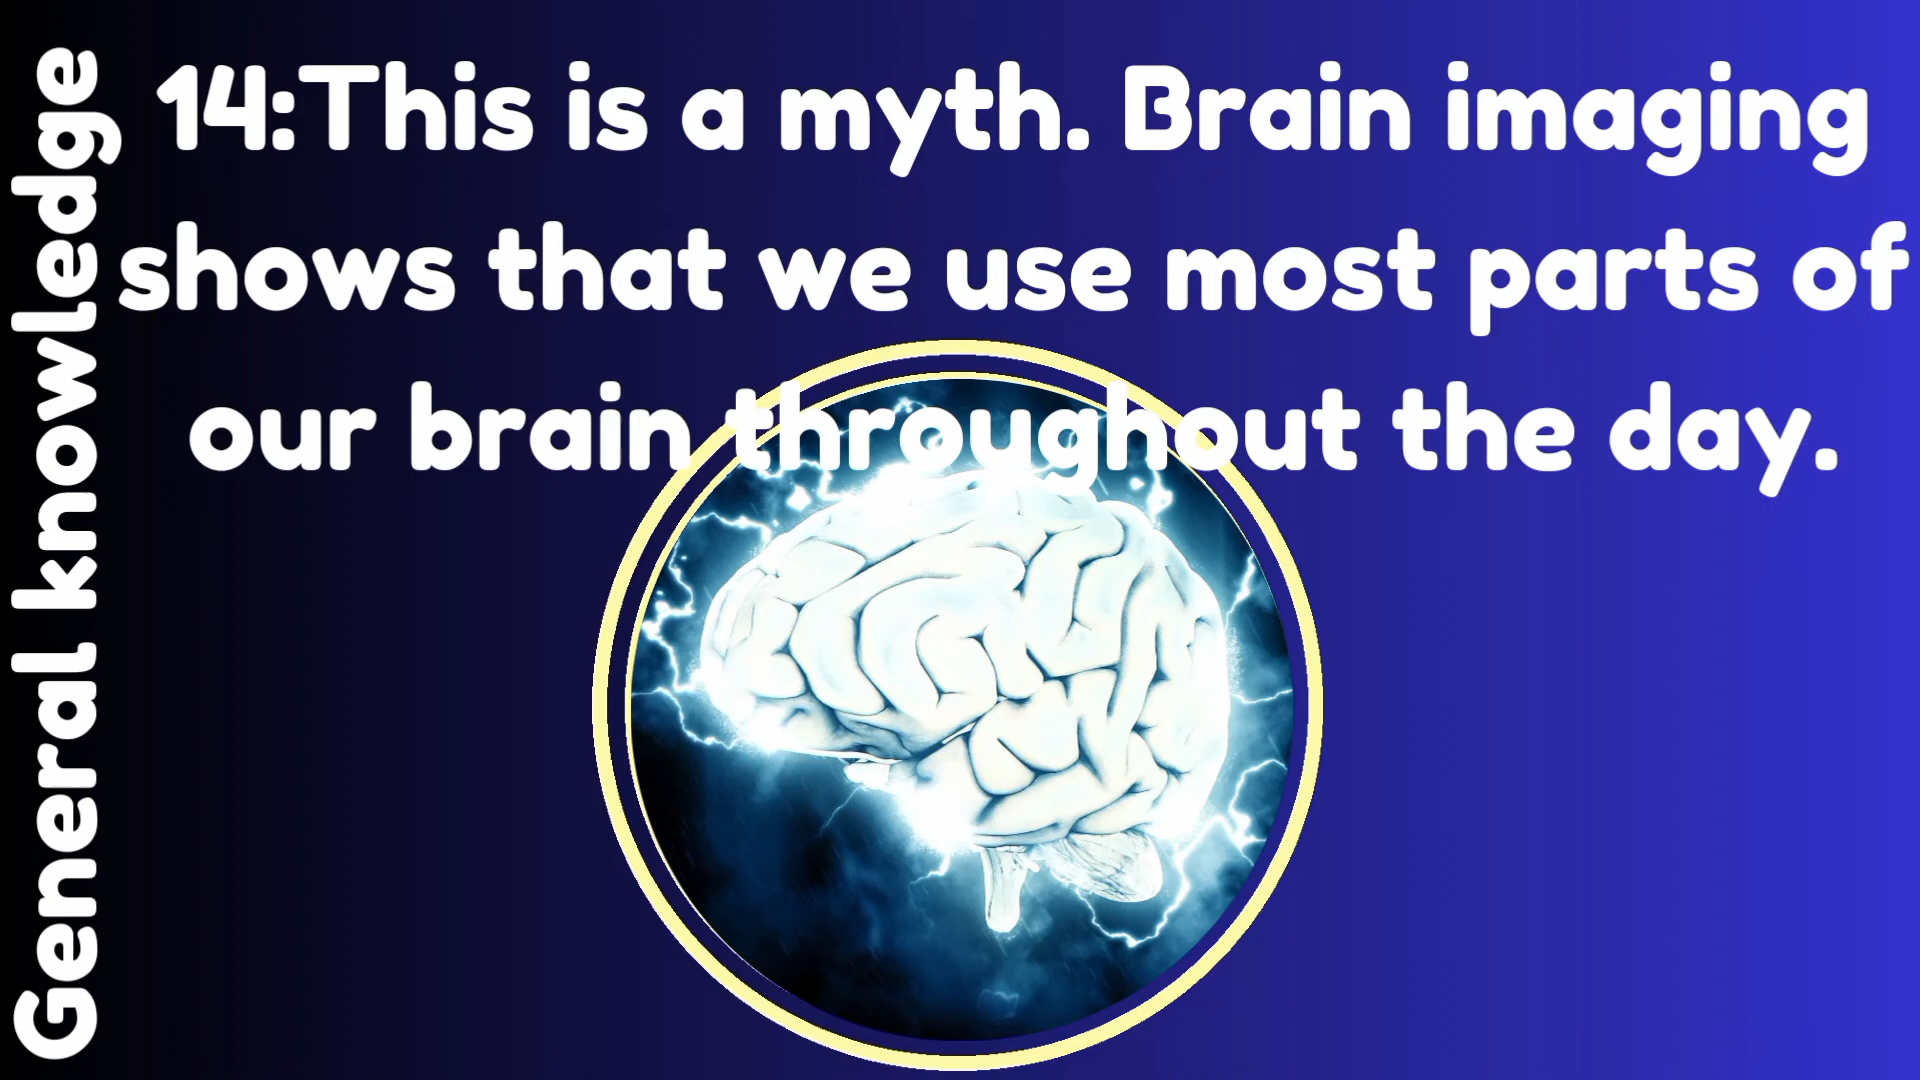 General knowledge
14:This is a myth. Brain imaging
shows that we use most parts of
our brain throughout the day.